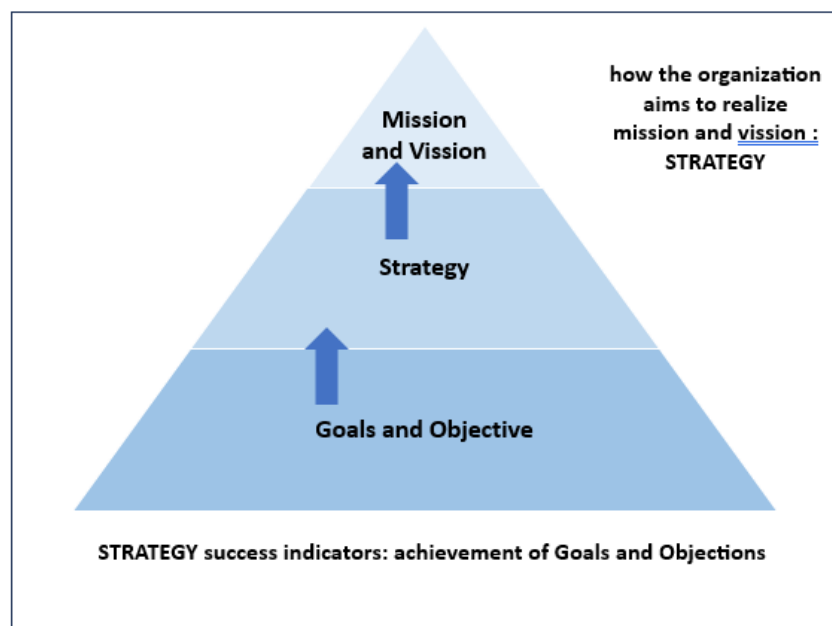 how the organization
aims to realize
mission and vission :
STRATEGY
Mission
and Vission
Strategy
Goals and Objective
STRATEGY success indicators: achievement of Goals and Objections